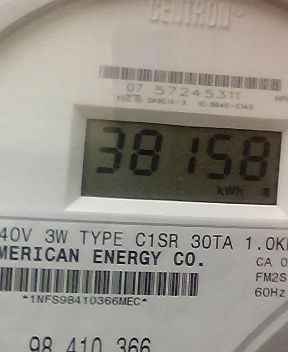 CENTRON®
07 57245311
38158
kWh
40V 3W TYPE C1SR 30TA 1.0K
MERICAN ENERGY CO.
CA 0
FM2S
60Hz
*1NFS98410366MEC*
98 410 366